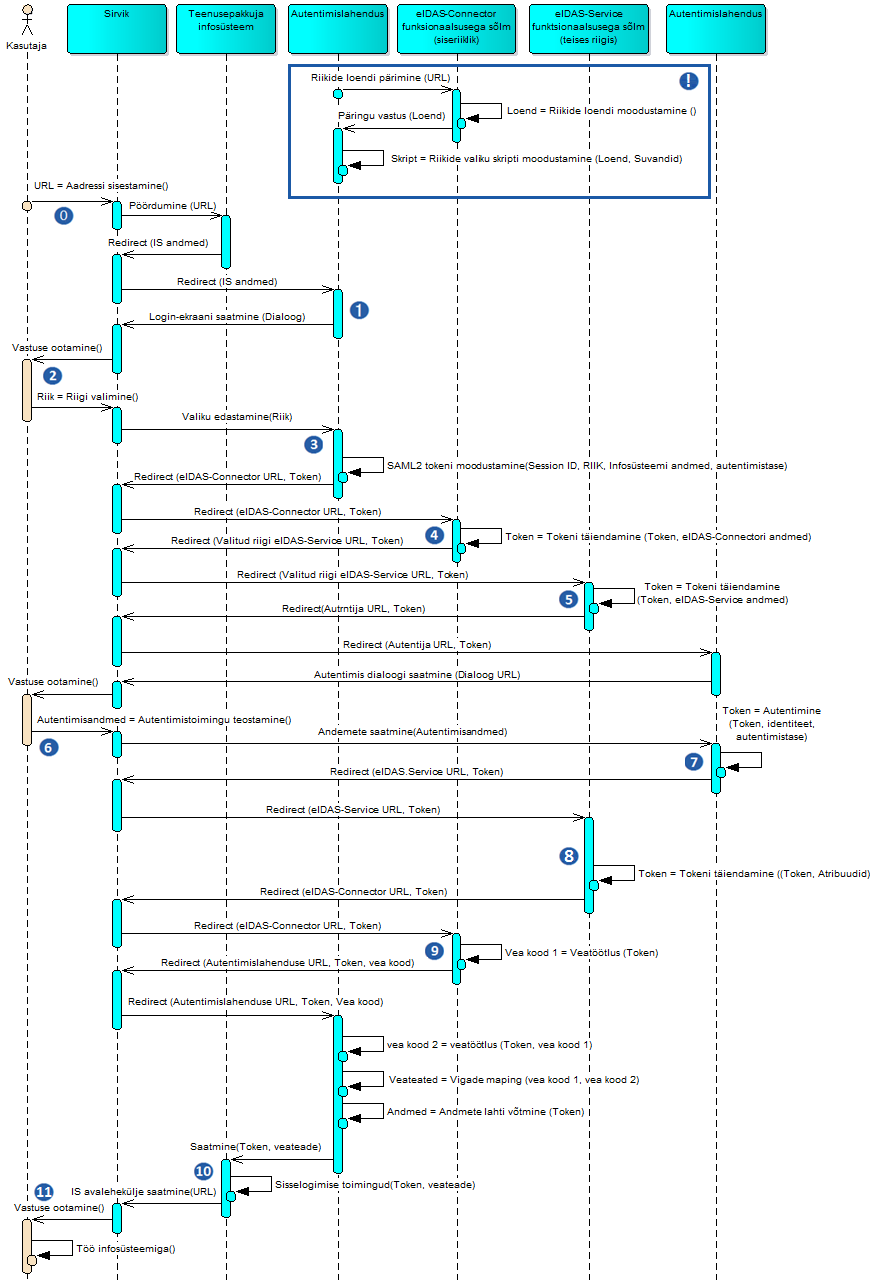 Kasutaja
Sirvik
Teenusepakkuja
infosüsteem
Autentimislahendus
eIDAS-Connector
funksionaalsusega sõlm
(siseriiklik)
eIDAS-Service
funktsionaalsusega sõlm
(teises riigis)
Autentimislahendus
!
Riikide loendi pärimine (URL)
Loend = Riikide loendi moodustamine ()
Päringu vastus (Loend)
Skript = Riikide valiku skripti moodustamine (Loend, Suvandid)
URL = Aadressi sisestamine()
0
Pöördumine (URL)
Redirect (IS andmed)
Redirect (IS andmed)
1
Login-ekraani saatmine (Dialoog)
Vastuse ootamine()
2
Riik = Riigi valimine()
Valiku edastamine(Riik)
3
SAML2 tokeni moodustamine(Session ID, RIIK, Infosüsteemi andmed, autentimistase)
Redirect (eIDAS-Connector URL, Token)
Redirect (eIDAS-Connector URL, Token)
4
Token = Tokeni täiendamine (Token, eIDAS-Connectori andmed)
Redirect (Valitud riigi eIDAS-Service URL, Token)
Redirect (Valitud riigi eIDAS-Service URL, Token)
5
Token = Tokeni täiendamine
(Token, eIDAS-Service andmed)
Redirect(Autrntija URL, Token)
Redirect (Autentija URL, Token)
Autentimis dialoogi saatmine (Dialoog URL)
Vastuse ootamine()
Autentimisandmed = Autentimistoimingu teostamine()
6
Andemete saatmine(Autentimisandmed)
Token = Autentimine
(Token, identiteet,
autentimistase)
7
Redirect (eIDAS.Service URL, Token)
Redirect (eIDAS-Service URL, Token)
8
Token = Tokeni täiendamine ((Token, Atribuudid)
Redirect (eIDAS-Connector URL, Token)
Redirect (eIDAS-Connector URL, Token)
9
Vea kood 1 = Veatöötlus (Token)
Redirect (Autentimislahenduse URL, Token, vea kood)
Redirect (Autentimislahenduse URL, Token, Vea kood)
vea kood 2 = veatöötlus (Token, vea kood 1)
Veateated = Vigade maping (vea kood 1, vea kood 2)
Andmed = Andmete lahti võtmine (Token)
Saatmine(Token, veateade)
10
Sisselogimise toimingud(Token, veateade)
11
IS avalehekülje saatmine(URL)
Vastuse ootamine()
Töö infosüsteemiga()